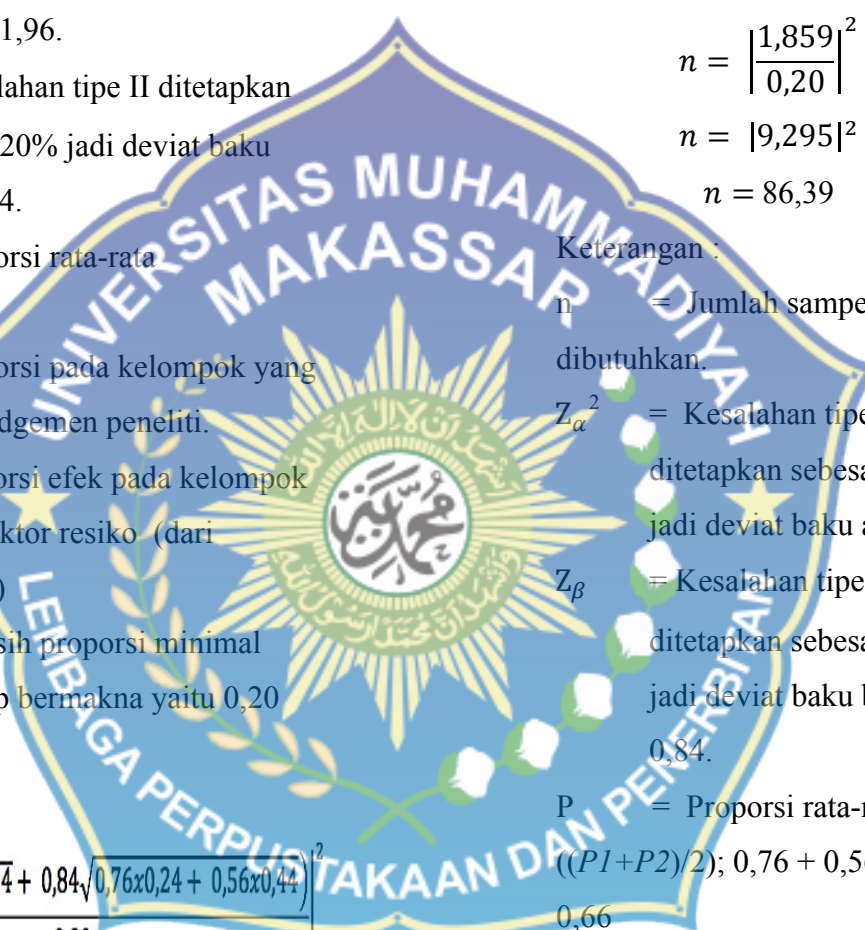 1,96.
lahan tipe II ditetapkan
20% jadi deviat baku
4.
orsi rata-rata
orsi pada kelompok yang
dgemen peneliti.
orsi efek pada kelompok
ktor resiko (dari
)
sih proporsi minimal
p bermakna yaitu 0,20
4 + 0,84√(0,76x0,24 + 0,56x0,44)|²
n = |1,859/0,20|²
n = |9,295|²
n = 86,39
Keterangan :
n = Jumlah sampe
dibutuhkan.
Zα² = Kesalahan tipe
ditetapkan sebesa
jadi deviat baku a
Zβ = Kesalahan tipe
ditetapkan sebesa
jadi deviat baku b
0,84.
P = Proporsi rata-r
((P1+P2)/2); 0,76 + 0,5
0,66
UNIVERSITAS MUHAMMADIYAH
MAKASSAR
LEMBAGA PERPUSTAKAAN DAN PENERBITAN